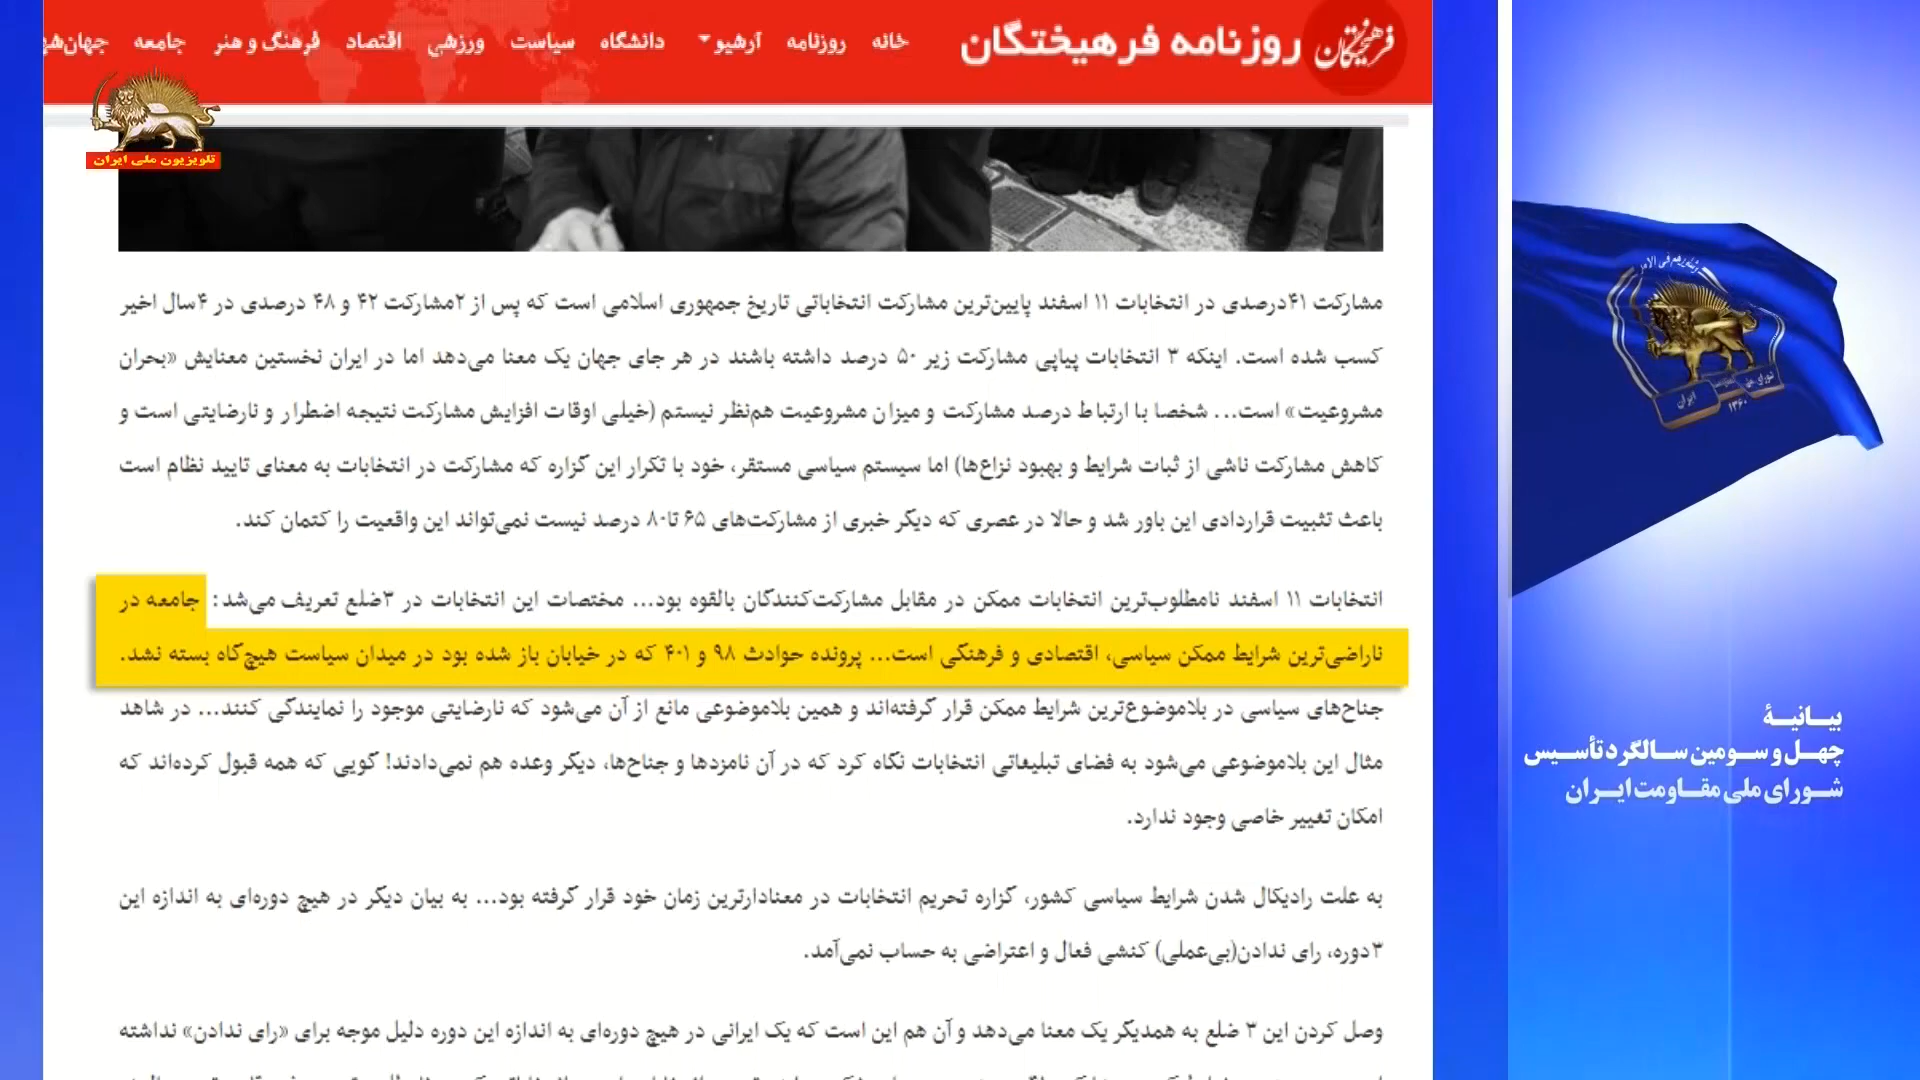 روزنامه فرهیختگان
فرهیختگان
خانه روزنامه آرشیو دانشگاه سیاست ورزشی اقتصاد فرهنگ و هنر جامعه
تلویزیون ملی ایران
مشارکت ۴۱درصدی در انتخابات ۱۱ اسفند پایین‌ترین مشارکت انتخاباتی تاریخ جمهوری اسلامی است که پس از ۲مشارکت ۴۲ و ۴۸ درصدی در ۴سال اخیر
کسب شده است. اینکه ۳ انتخابات پیاپی مشارکت زیر ۵۰ درصد داشته باشند در هر جای جهان یک معنا می‌دهد اما در ایران نخستین معنایش «بحران
مشروعیت» است... شخصا با ارتباط درصد مشارکت و میزان مشروعیت هم‌نظر نیستم (خیلی اوقات افزایش مشارکت نتیجه اضطرار و نارضایتی است و
کاهش مشارکت ناشی از ثبات شرایط و بهبود نزاع‌ها) اما سیستم سیاسی مستقر، خود با تکرار این گزاره که مشارکت در انتخابات به معنای تایید نظام است
باعث تثبیت قراردادی این باور شد و حالا در عصری که دیگر خبری از مشارکت‌های ۶۵ تا۸۰ درصد نیست نمی‌تواند این واقعیت را کتمان کند.
انتخابات ۱۱ اسفند نامطلوب‌ترین انتخابات ممکن در مقابل مشارکت‌کنندگان بالقوه بود... مختصات این انتخابات در ۳ضلع تعریف می‌شد: جامعه در
ناراضی‌ترین شرایط ممکن سیاسی، اقتصادی و فرهنگی است... پرونده حوادث ۹۸ و ۴۰۱ که در خیابان باز شده بود در میدان سیاست هیچ‌گاه بسته نشد.
جناح‌های سیاسی در بلاموضوع‌ترین شرایط ممکن قرار گرفته‌اند و همین بلاموضوعی مانع از آن می‌شود که نارضایتی موجود را نمایندگی کنند... در شاهد
مثال این بلاموضوعی می‌شود به فضای تبلیغاتی انتخابات نگاه کرد که در آن نامزدها و جناح‌ها، دیگر وعده هم نمی‌دادند! گویی که همه قبول کرده‌اند که
امکان تغییر خاصی وجود ندارد.
به علت رادیکال شدن شرایط سیاسی کشور، گزاره تحریم انتخابات در معنادارترین زمان خود قرار گرفته بود... به بیان دیگر در هیچ دوره‌ای به اندازه این
۳دوره، رای ندادن(بی‌عملی) کنشی فعال و اعتراضی به حساب نمی‌آمد.
وصل کردن این ۳ ضلع به همدیگر یک معنا می‌دهد و آن هم این است که یک ایرانی در هیچ دوره‌ای به اندازه این دوره دلیل موجه برای «رای ندادن» نداشته
شورای ملی
ایران
۱۳۶۰
بیـانیـهٔ
چهـل و سـومین سـالگرد تأسـیس
شـورای ملی مقـاومت ایـران